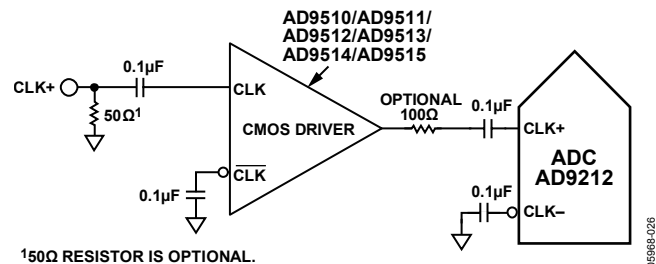 AD9510/AD9511/
AD9512/AD9513/
AD9514/AD9515
CLK+
0.1µF
50Ω¹
CLK
CMOS DRIVER
CLK
0.1µF
OPTIONAL
100Ω
0.1µF
CLK+
ADC
AD9212
0.1µF
CLK–
¹50Ω RESISTOR IS OPTIONAL.
05968-026